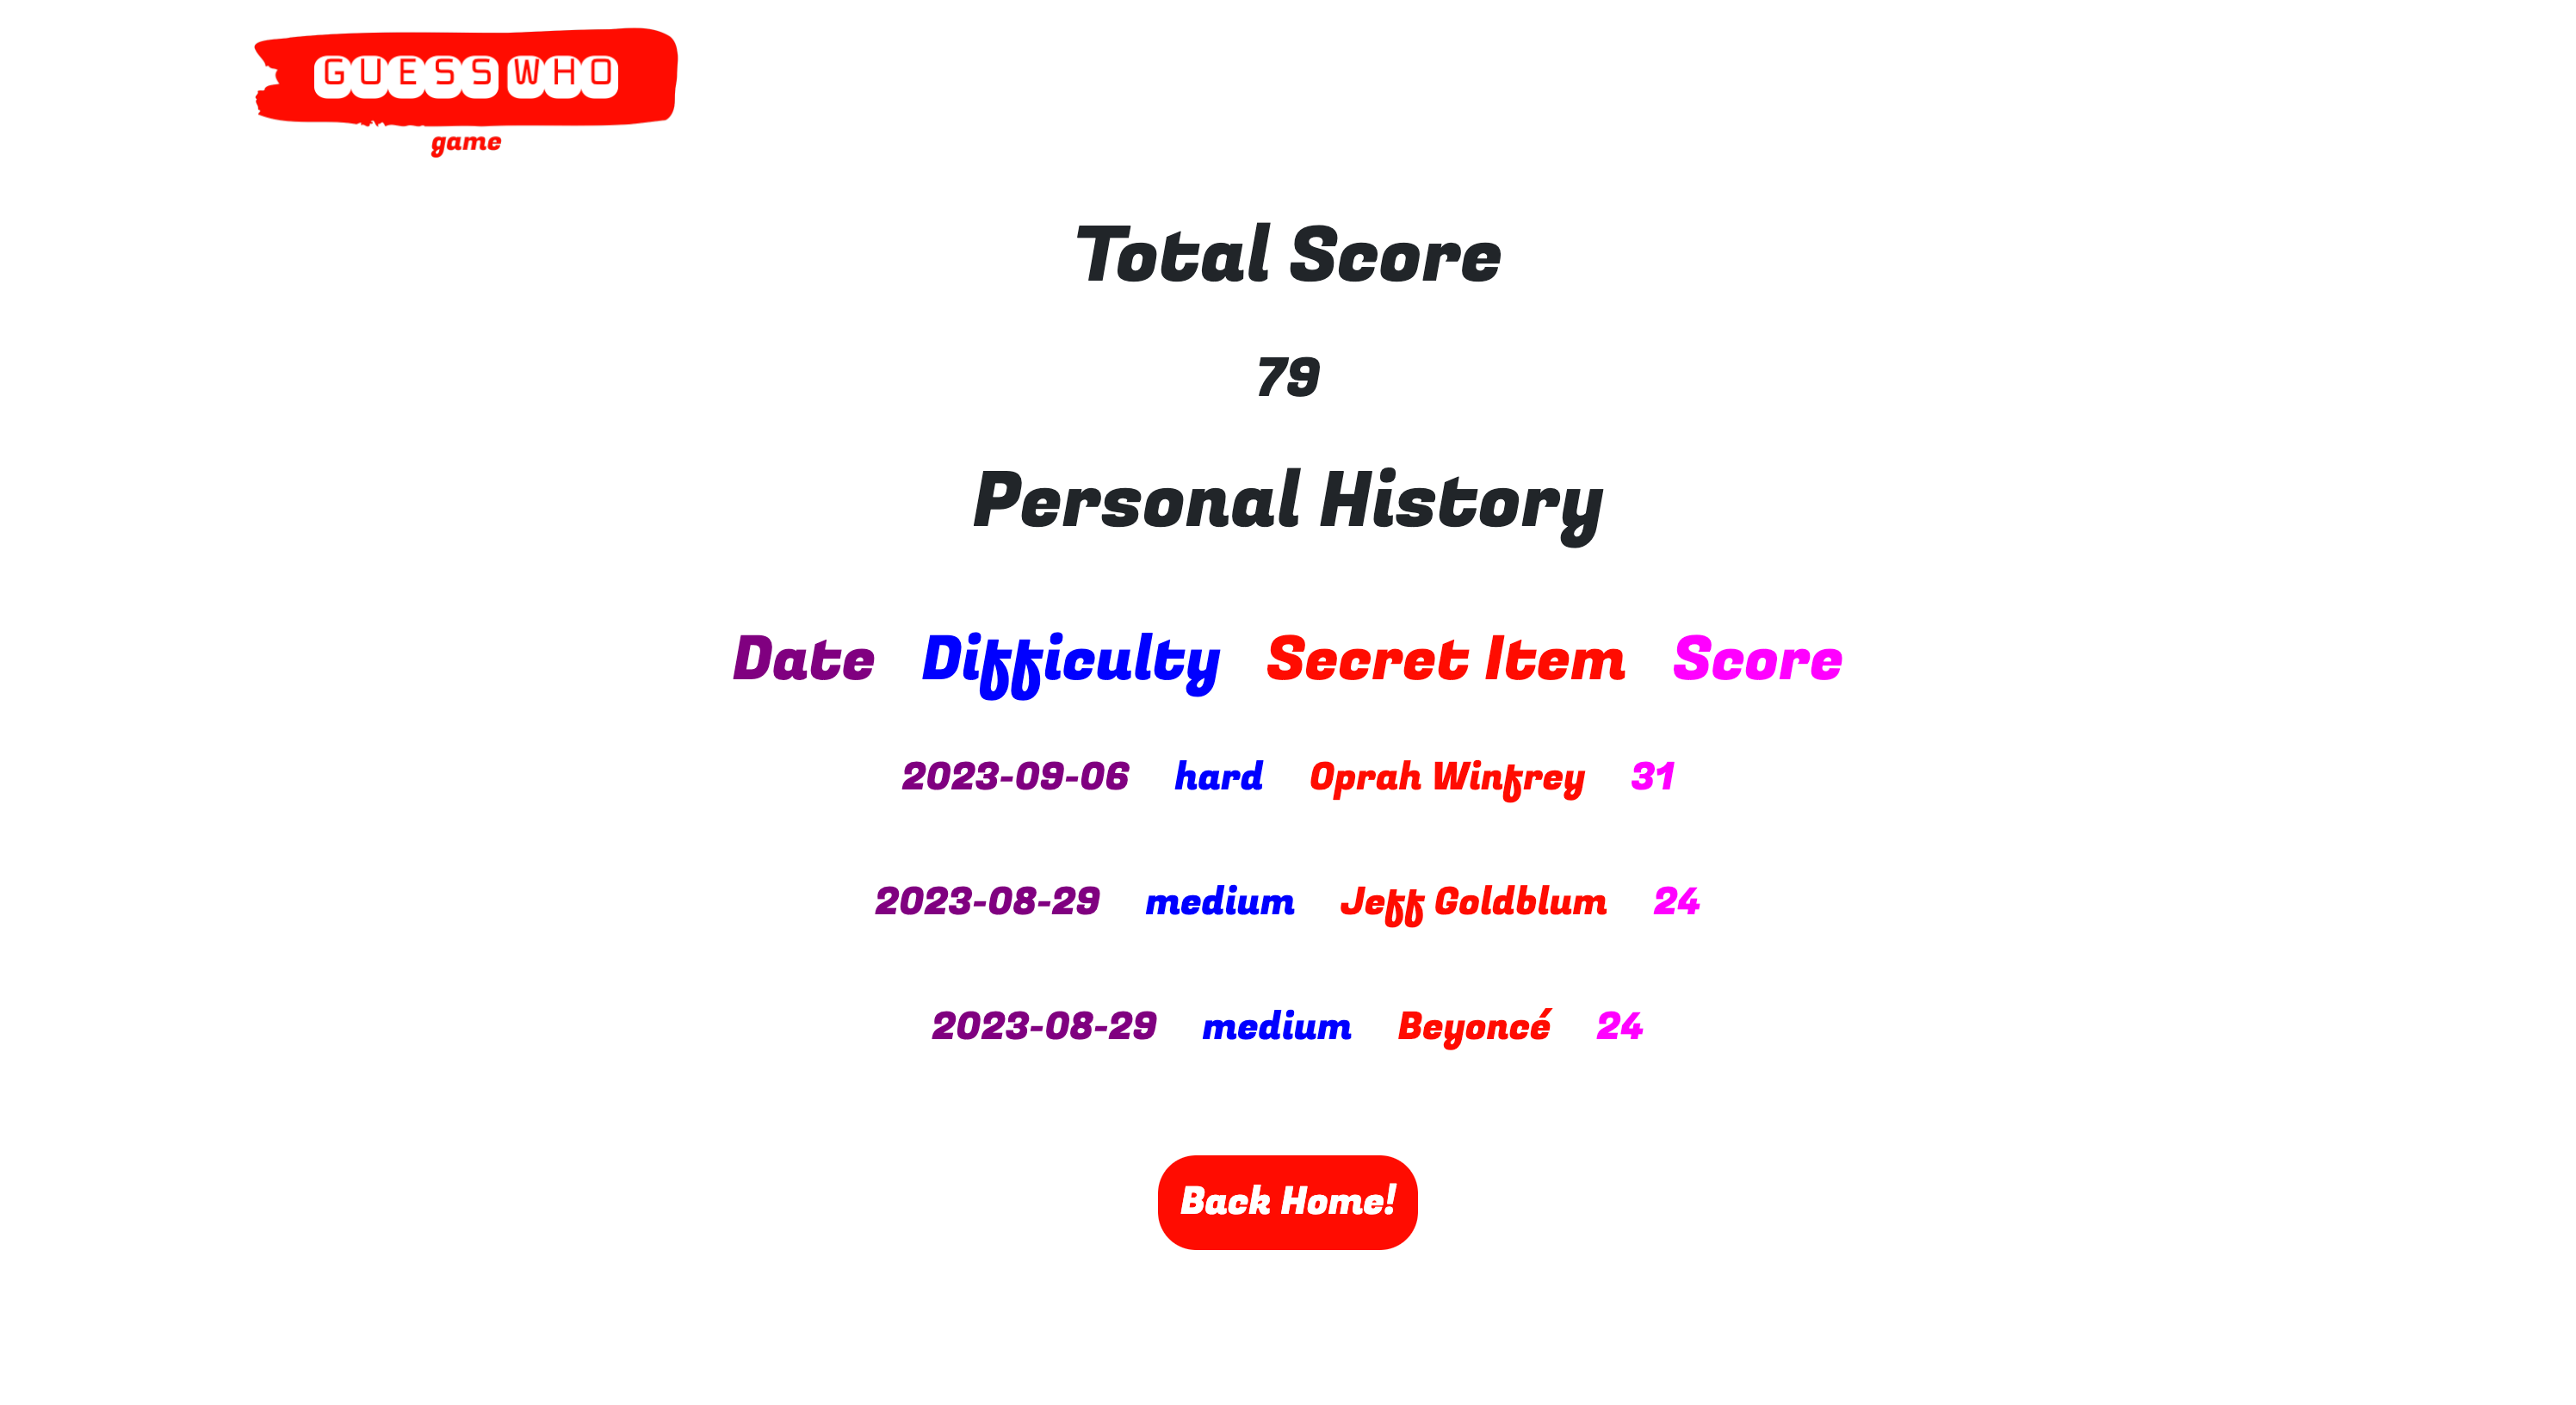 GUESS WHO
game
Total Score
79
Personal History
Date Difficulty Secret Item Score
2023-09-06 hard Oprah Winfrey 31
2023-08-29 medium Jeff Goldblum 24
2023-08-29 medium Beyoncé 24
Back Home!